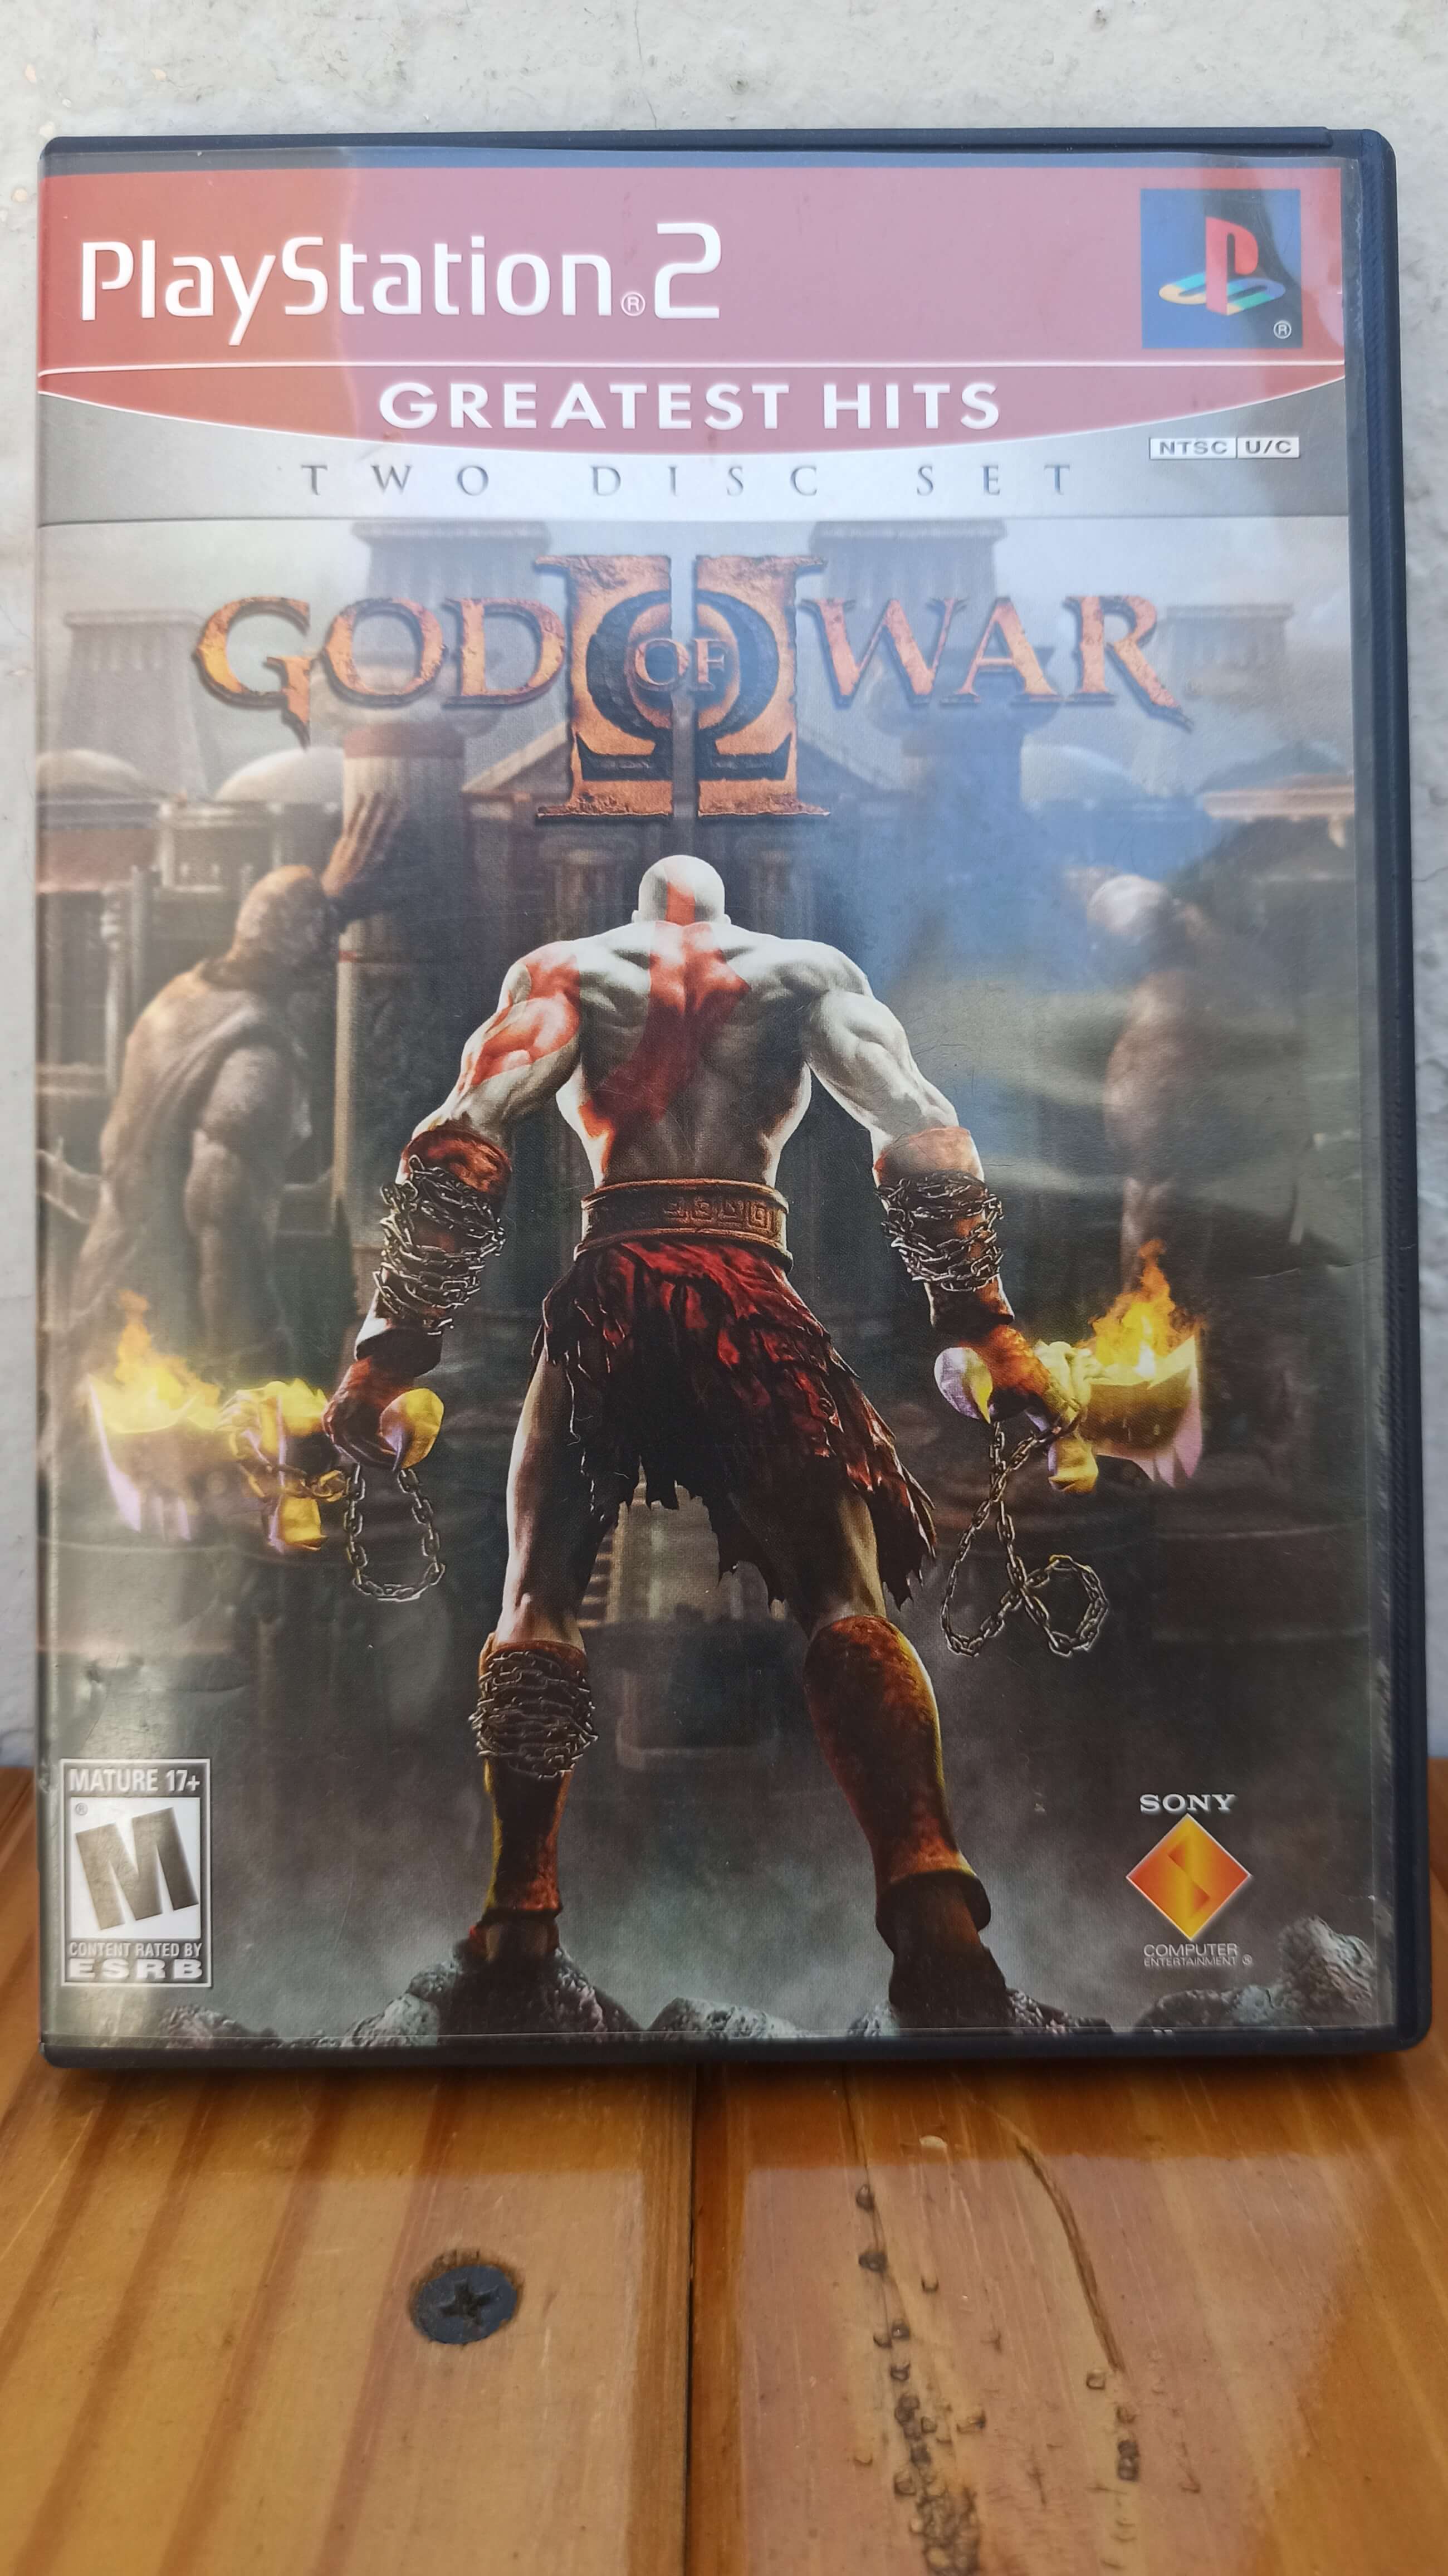 PlayStation®2
®
GREATEST HITS
NTSC U/C
TWO DISC SET
GOD OF WAR
II
MATURE 17+
®
M
CONTENT RATED BY
ESRB
SONY
COMPUTER
ENTERTAINMENT ®